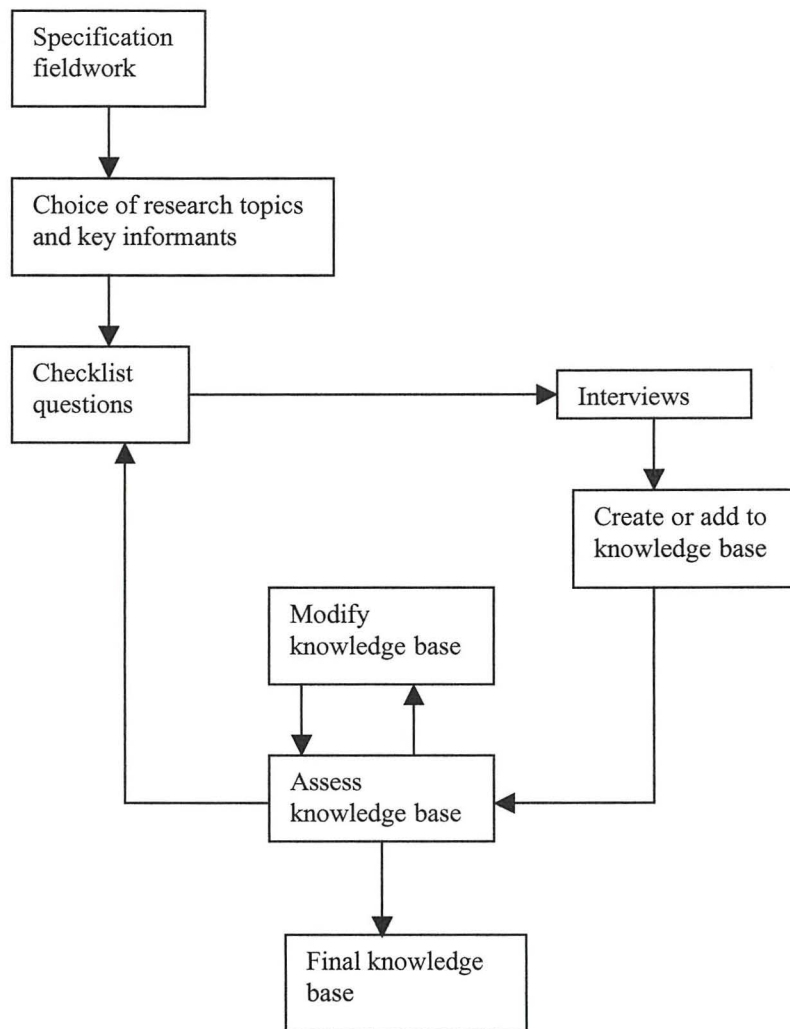 Specification
fieldwork
Choice of research topics
and key informants
Checklist
questions
Interviews
Create or add to
knowledge base
Modify
knowledge base
Assess
knowledge base
Final knowledge
base